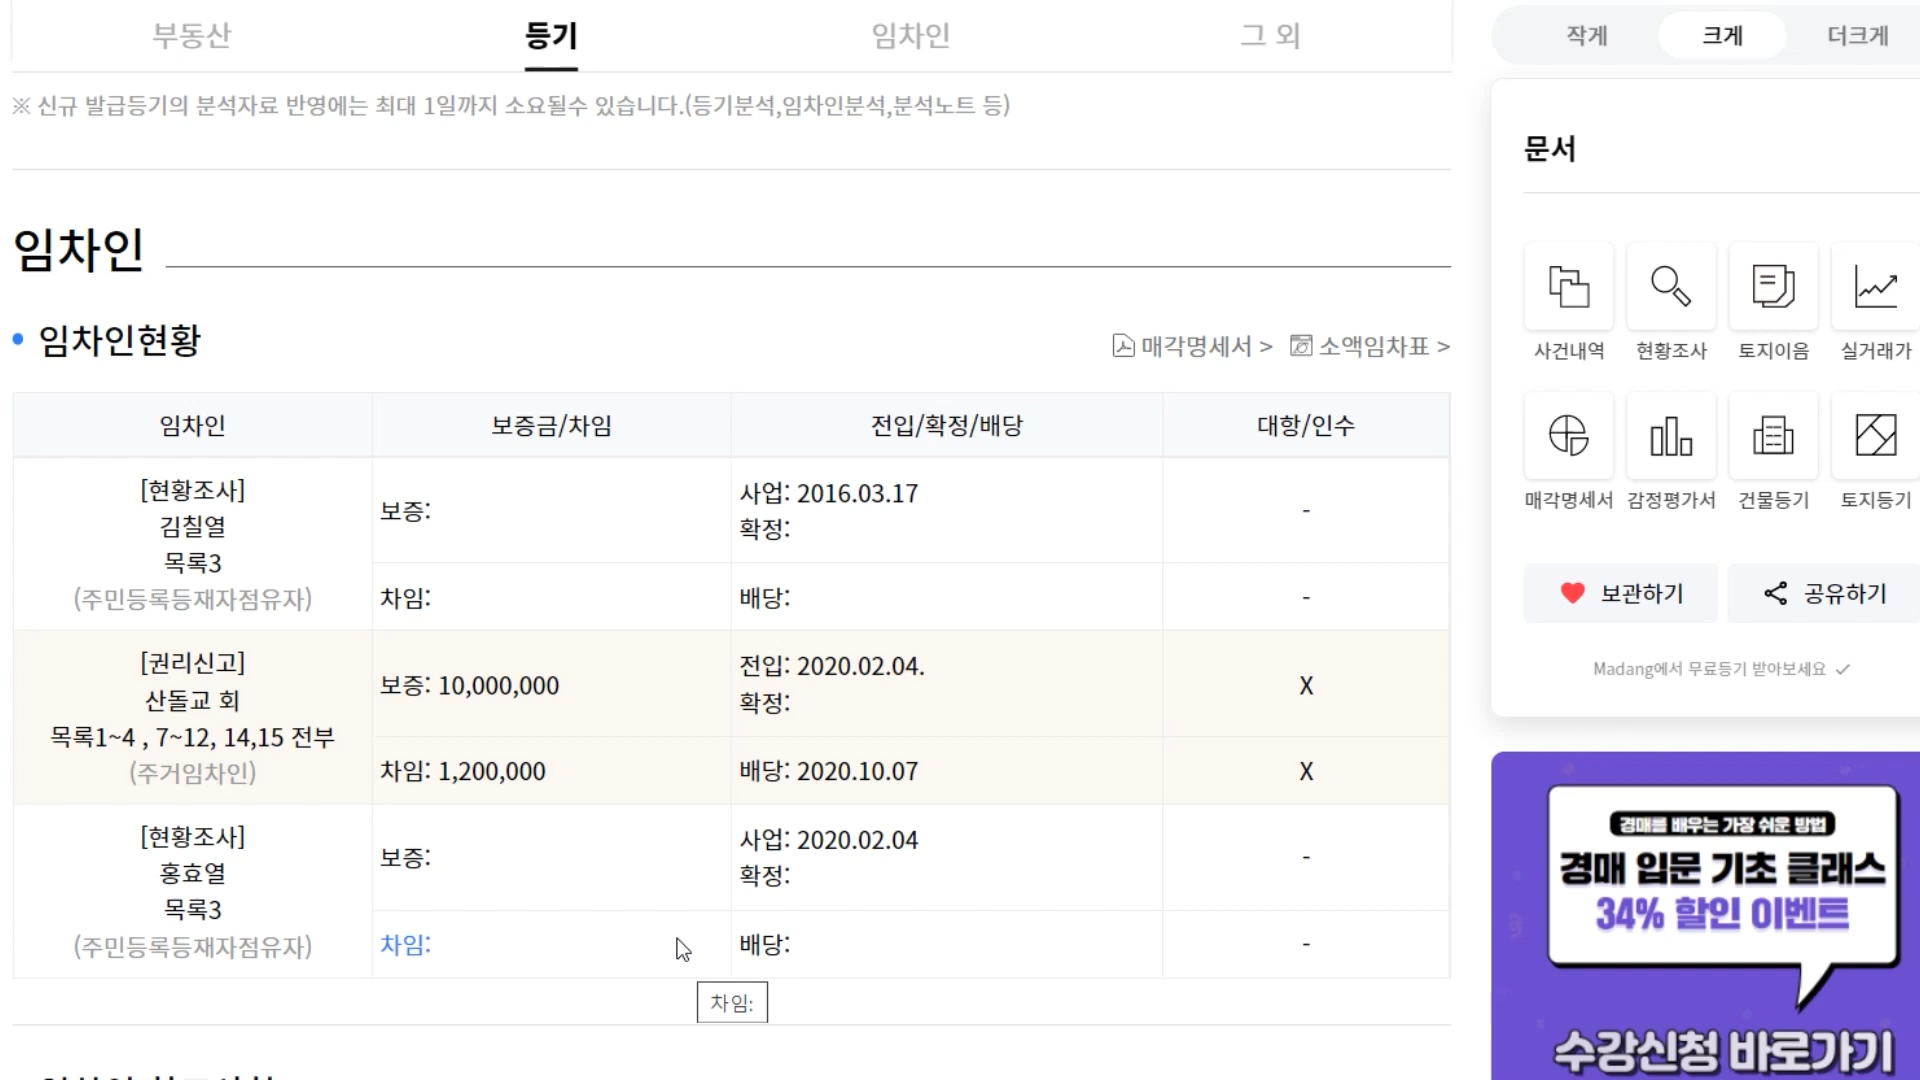 부동산 등기 임차인 그 외
※ 신규 발급등기의 분석자료 반영에는 최대 1일까지 소요될수 있습니다.(등기분석,임차인분석,분석노트 등)
임차인
임차인현황
매각명세서 > 소액임차표 >
임차인 보증금/차임 전입/확정/배당 대항/인수
[현황조사]
김칠열
목록3
(주민등록등재자점유자)
보증:
사업: 2016.03.17
확정:
-
차임:
배당:
-
[권리신고]
산돌교 회
목록1~4 , 7~12, 14,15 전부
(주거임차인)
보증: 10,000,000
전입: 2020.02.04.
확정:
X
차임: 1,200,000
배당: 2020.10.07
X
[현황조사]
홍효열
목록3
(주민등록등재자점유자)
보증:
사업: 2020.02.04
확정:
-
차임:
배당:
-
차임:
작게 크게 더크게
문서
사건내역 현황조사 토지이음 실거래가
매각명세서 감정평가서 건물등기 토지등기
보관하기 공유하기
Madang에서 무료등기 받아보세요
경매를 배우는 가장 쉬운 방법
경매 입문 기초 클래스
34% 할인 이벤트
수강신청 바로가기